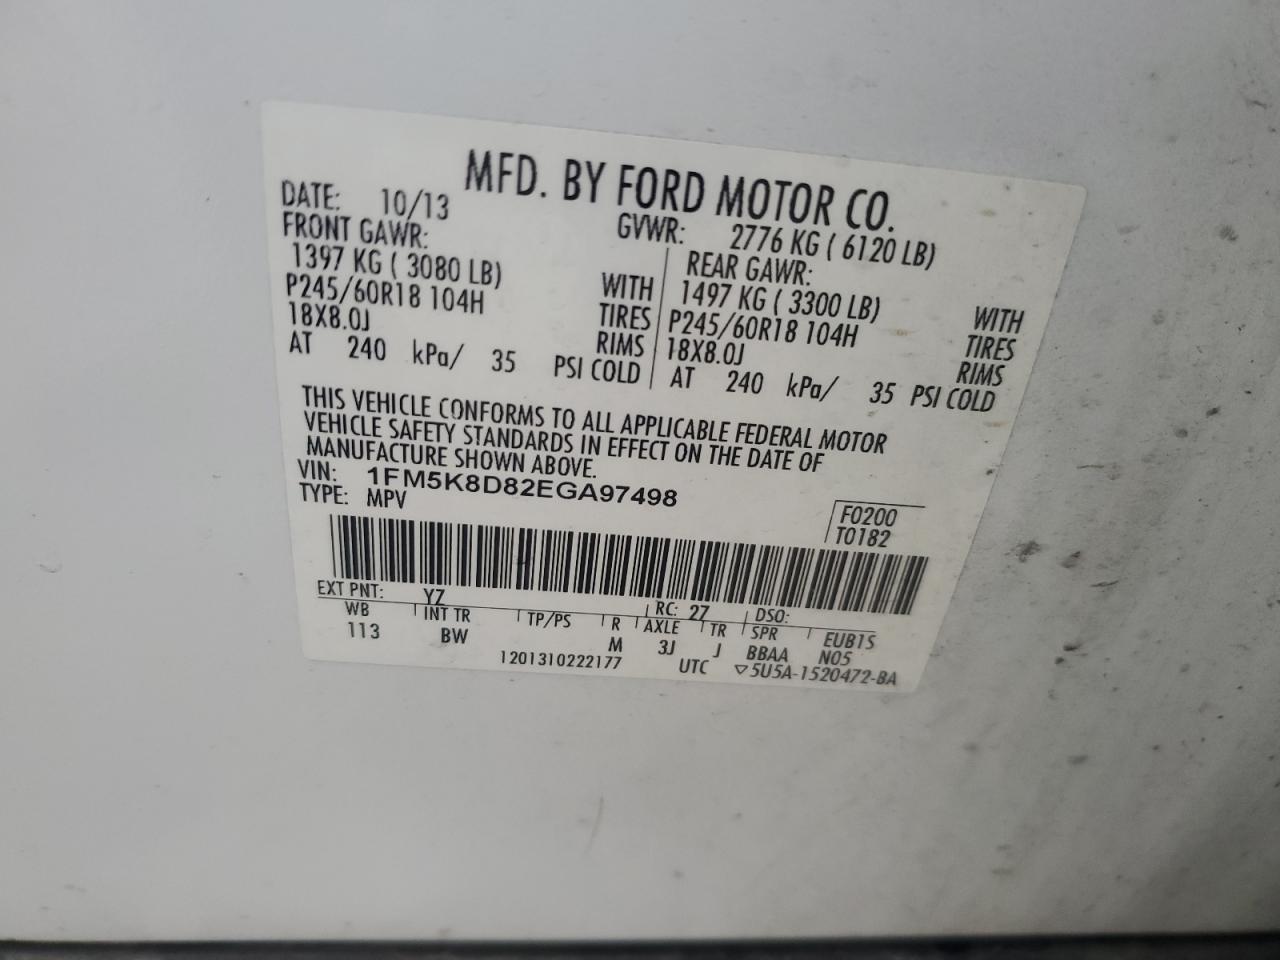 MFD. BY FORD MOTOR CO.
DATE: 10/13 GVWR: 2776 KG ( 6120 LB)
FRONT GAWR: REAR GAWR:
1397 KG ( 3080 LB) WITH 1497 KG ( 3300 LB) WITH
P245/60R18 104H TIRES P245/60R18 104H TIRES
18X8.0J RIMS 18X8.0J RIMS
AT 240 kPa/ 35 PSI COLD AT 240 kPa/ 35 PSI COLD
THIS VEHICLE CONFORMS TO ALL APPLICABLE FEDERAL MOTOR
VEHICLE SAFETY STANDARDS IN EFFECT ON THE DATE OF
MANUFACTURE SHOWN ABOVE.
VIN: 1FM5K8D82EGA97498
TYPE: MPV F0200
T0182
EXT PNT: YZ RC: 27 DSO:
WB INT TR TP/PS R AXLE TR SPR EUB1S
113 BW M 3J J BBAA N05
1201310222177 UTC ▽5U5A-1520472-BA